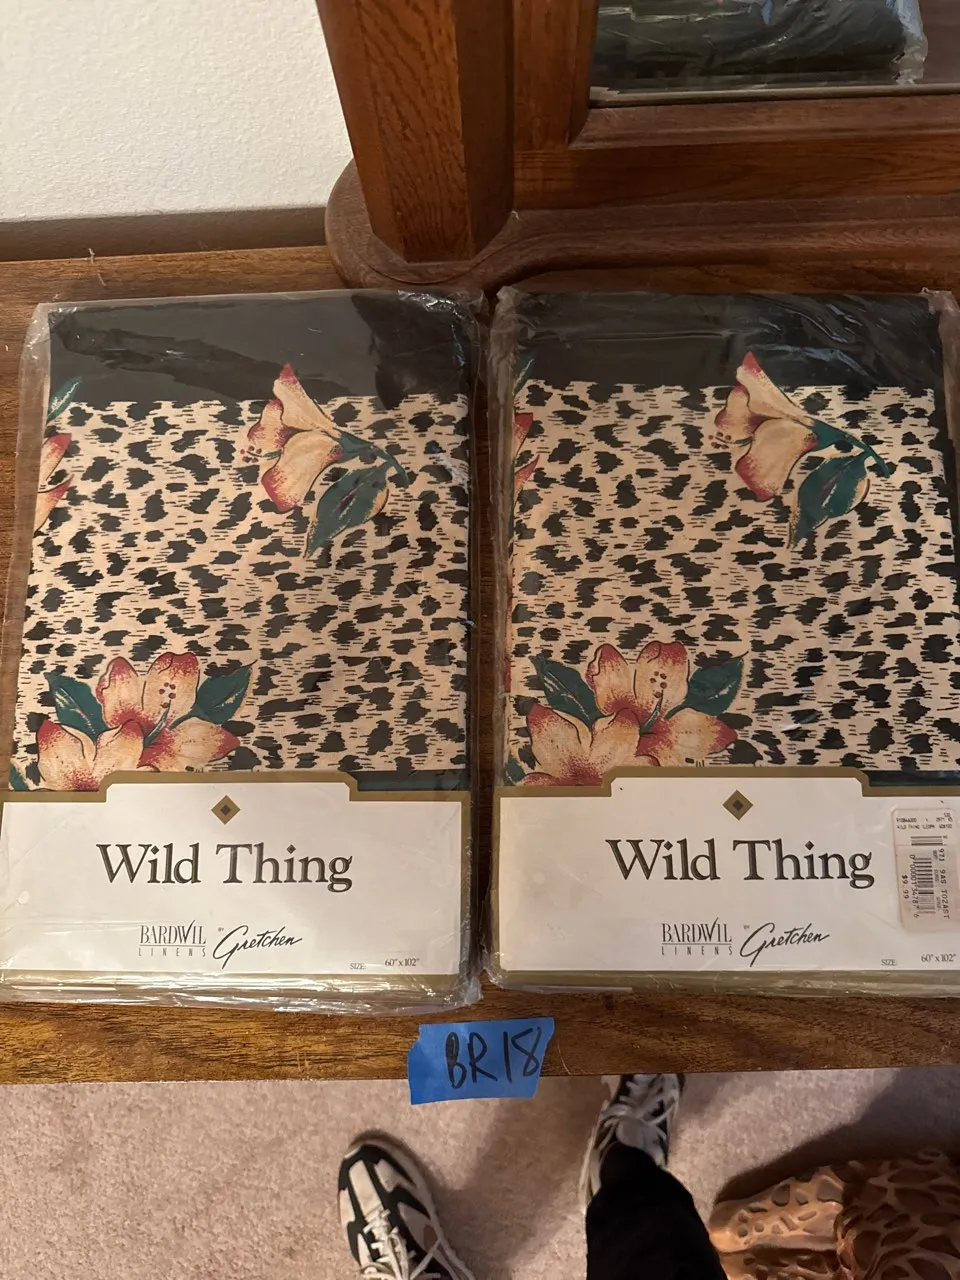 Wild Thing
BARDWIL BY Gretchen
LINENS
SIZE: 60" x 102"
Wild Thing
BARDWIL BY Gretchen
LINENS
SIZE: 60" x 102"
$9.99
BR18